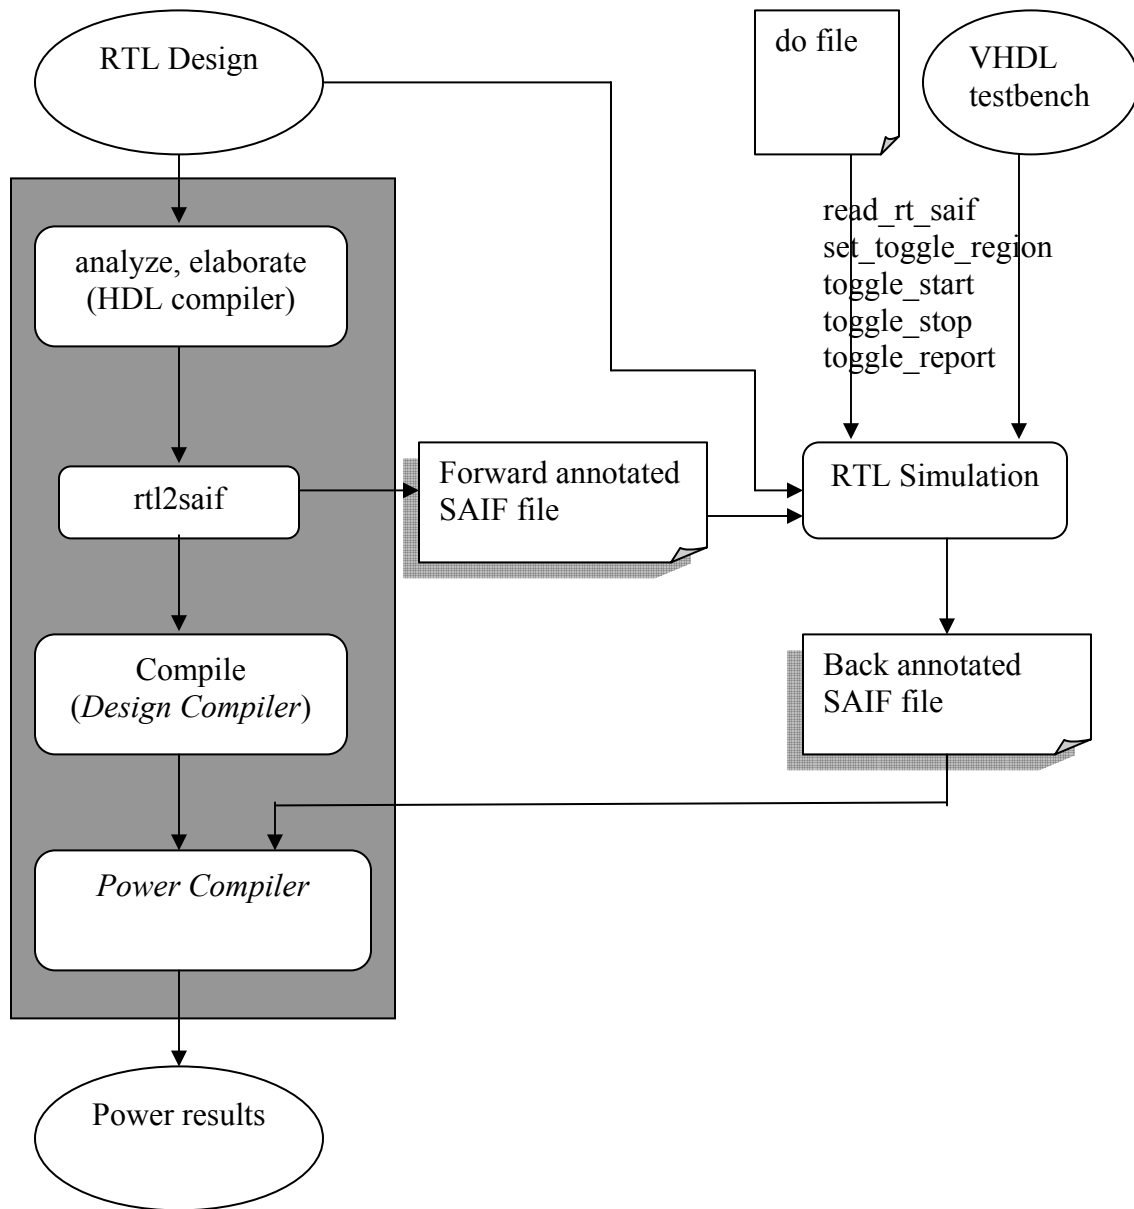 RTL Design
do file
VHDL
testbench
read_rt_saif
set_toggle_region
toggle_start
toggle_stop
toggle_report
analyze, elaborate
(HDL compiler)
rtl2saif
Forward annotated
SAIF file
RTL Simulation
Compile
(Design Compiler)
Back annotated
SAIF file
Power Compiler
Power results